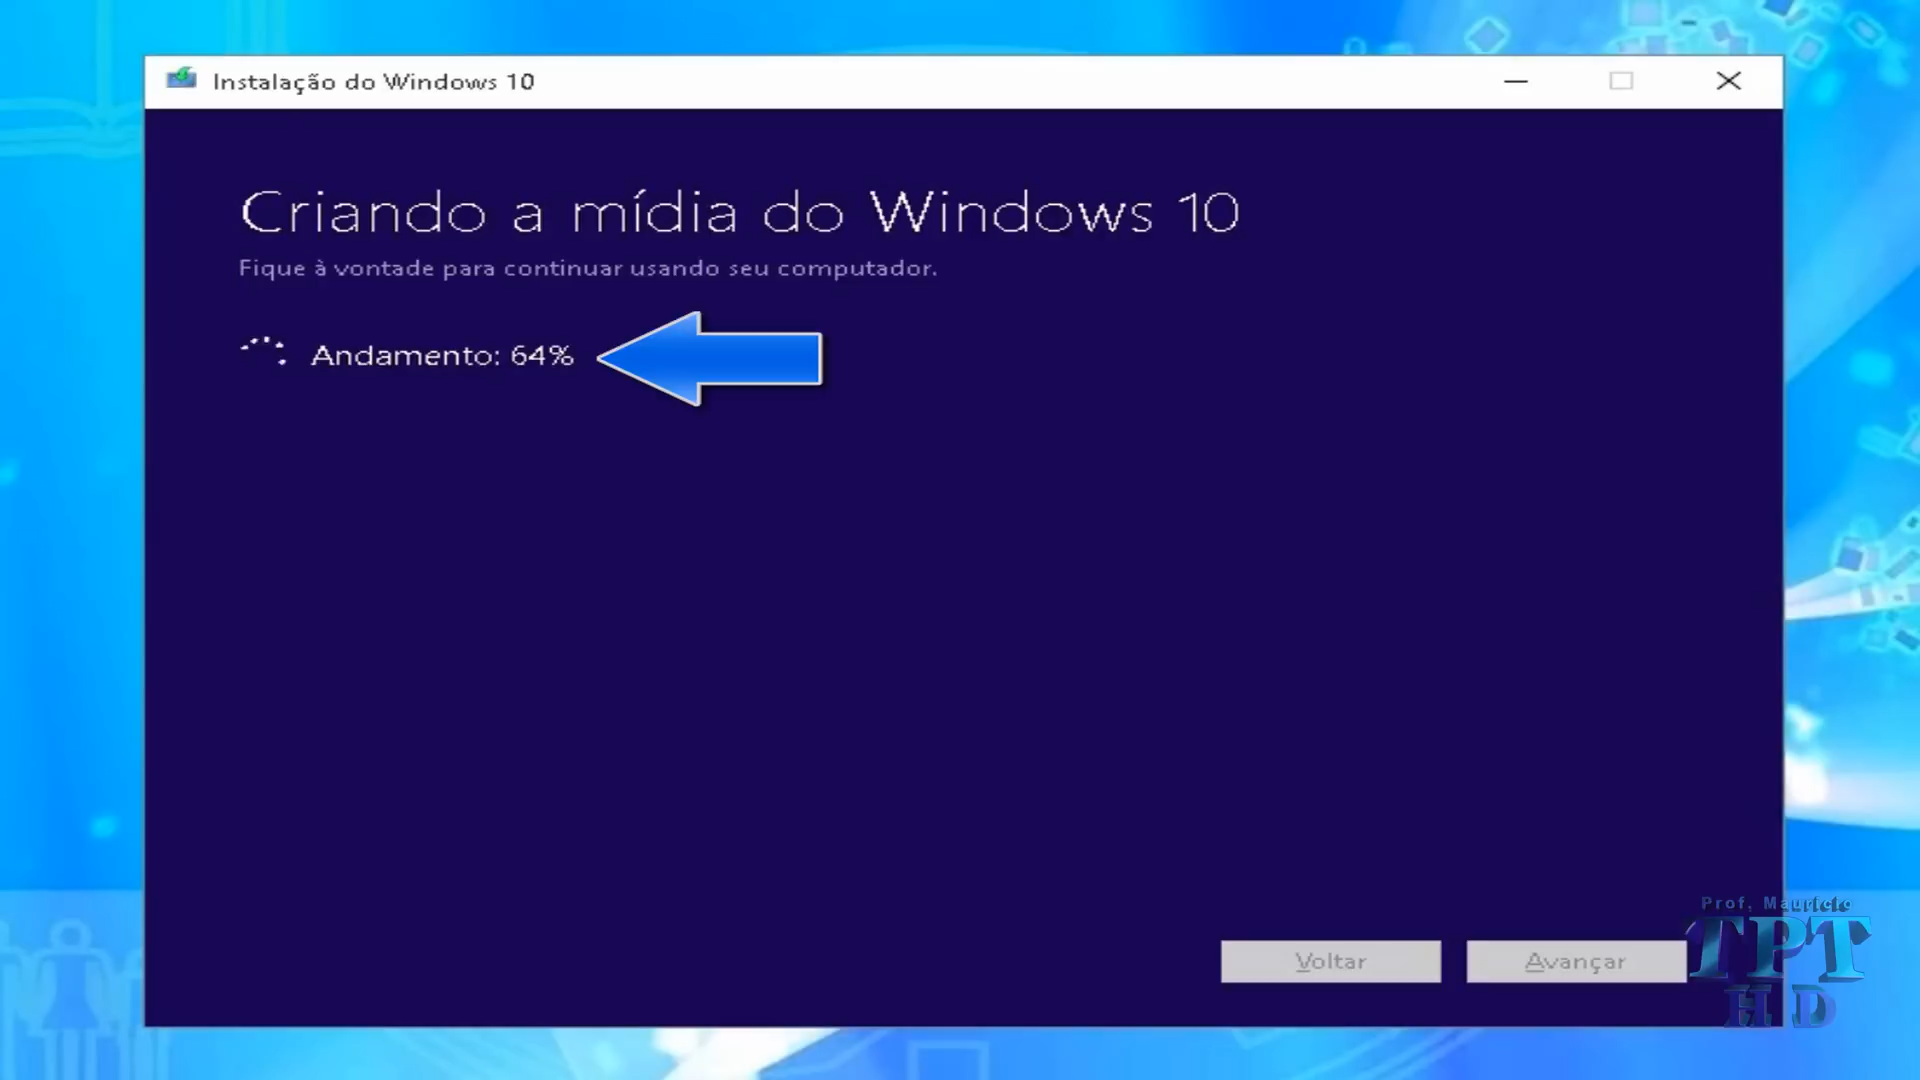 Instalação do Windows 10
Criando a mídia do Windows 10
Fique à vontade para continuar usando seu computador.
Andamento: 64%
Voltar
Avançar
Prof. Mauricio
TPT
HD